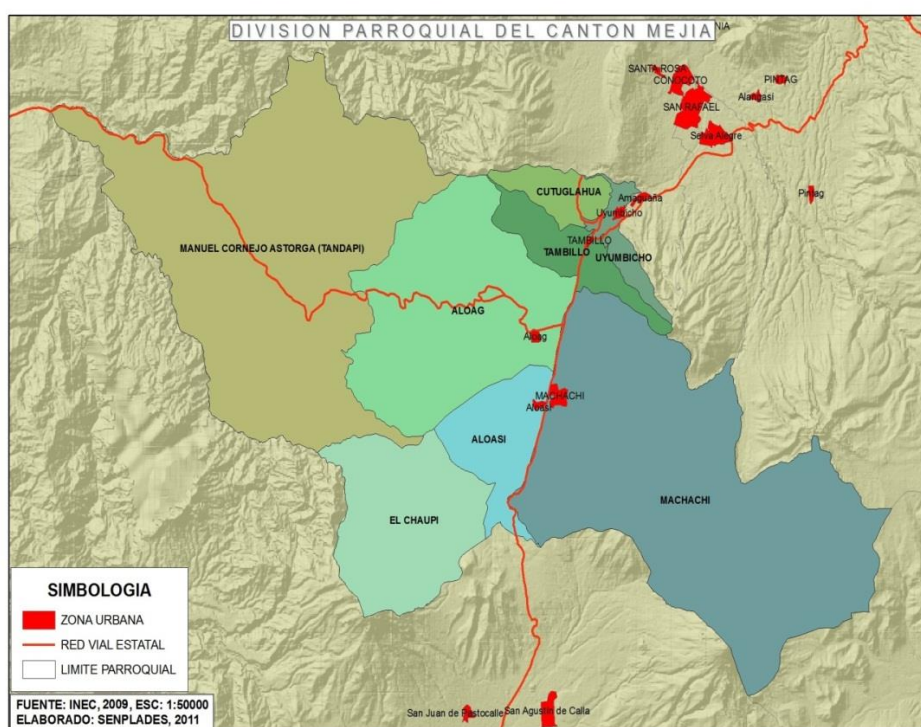 DIVISION PARROQUIAL DEL CANTON MEJIA
NIA
SANTA ROSA
CONOCOTO
PINTAG
Alangasi
SAN RAFAEL
Selva Alegre
CUTUGLAHUA
Amaguaña
Pintag
Uyumbicho
MANUEL CORNEJO ASTORGA (TANDAPI)
TAMBILLO
TAMBILLO
UYUMBICHO
ALOAG
Aloag
MACHACHI
Aloasi
ALOASI
MACHACHI
EL CHAUPI
SIMBOLOGIA
ZONA URBANA
RED VIAL ESTATAL
LIMITE PARROQUIAL
FUENTE: INEC, 2009, ESC: 1:50000
ELABORADO: SENPLADES, 2011
San Juan de Pastocalle
San Agustin de Calla